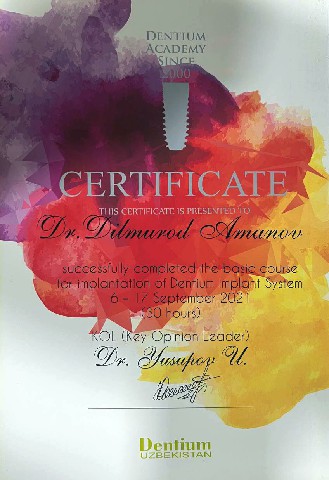 DENTIUM
ACADEMY
SINCE
2000
CERTIFICATE
THIS CERTIFICATE IS PRESENTED TO
Dr. Dilmurod Amanov
successfully completed the basic course
for implantation of Dentium Implant System
6 - 17 September 2021
(30 hours)
KOL (Key Opinion Leader)
Dr. Yusupov U.
Dentium
UZBEKISTAN